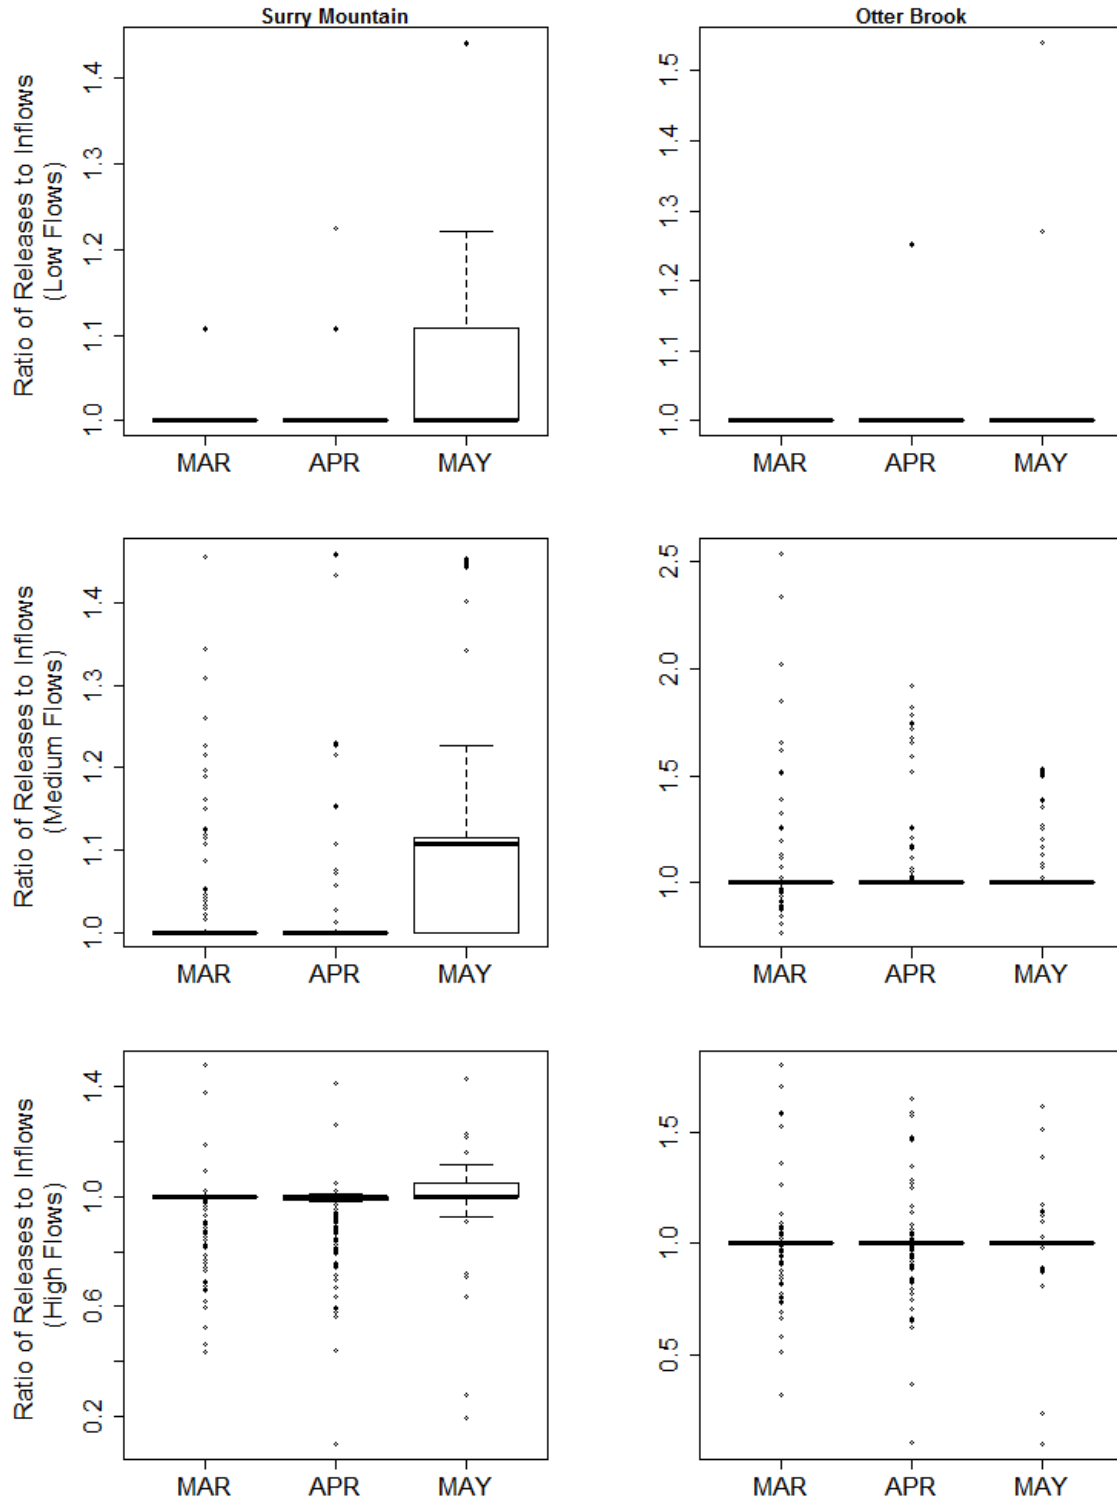 Surry Mountain
Otter Brook
Ratio of Releases to Inflows
(Low Flows)
1.4
1.3
1.2
1.1
1.0
MAR APR MAY
1.5
1.4
1.3
1.2
1.1
1.0
MAR APR MAY
Ratio of Releases to Inflows
(Medium Flows)
1.4
1.3
1.2
1.1
1.0
MAR APR MAY
2.5
2.0
1.5
1.0
MAR APR MAY
Ratio of Releases to Inflows
(High Flows)
1.4
1.0
0.6
0.2
MAR APR MAY
1.5
1.0
0.5
MAR APR MAY